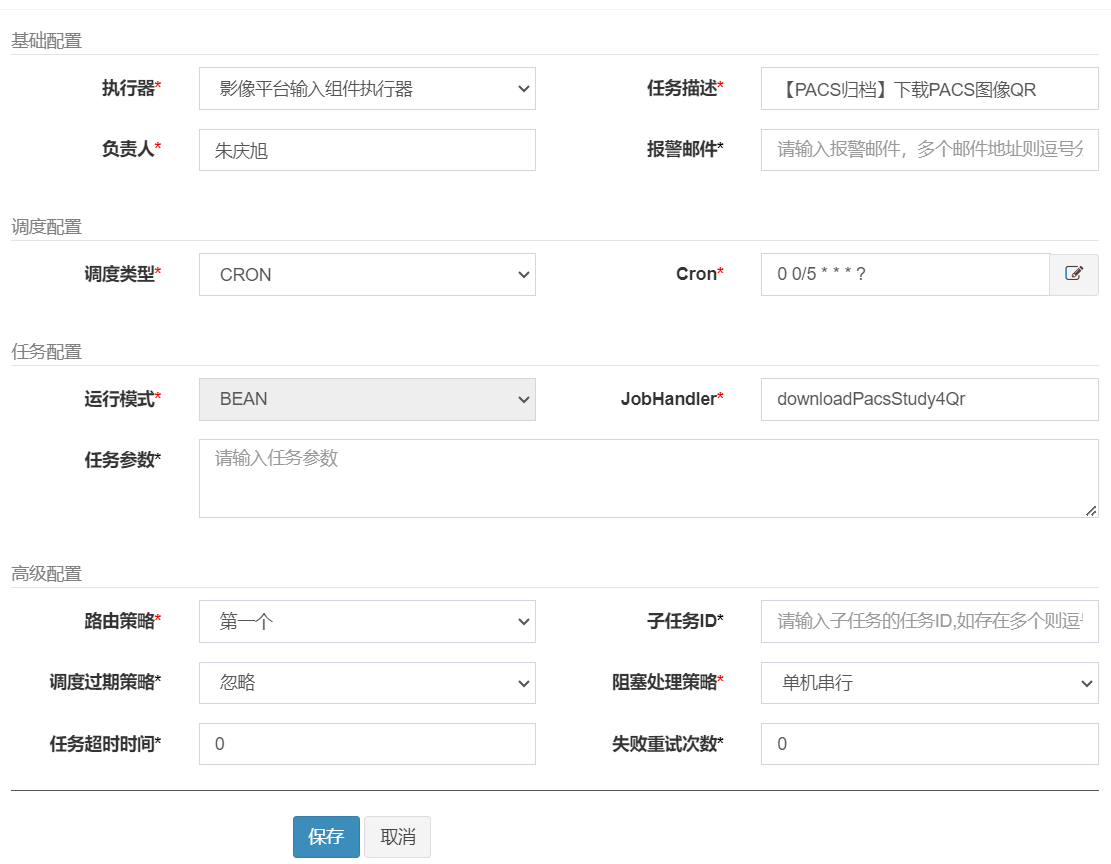 基础配置
执行器* 影像平台输入组件执行器 任务描述* 【PACS归档】下载PACS图像QR
负责人* 朱庆旭 报警邮件* 请输入报警邮件，多个邮件地址则逗号分
调度配置
调度类型* CRON Cron* 0 0/5 * * * ?
任务配置
运行模式* BEAN JobHandler* downloadPacsStudy4Qr
任务参数* 请输入任务参数
高级配置
路由策略* 第一个 子任务ID* 请输入子任务的任务ID,如存在多个则逗
调度过期策略* 忽略 阻塞处理策略* 单机串行
任务超时时间* 0 失败重试次数* 0
保存 取消